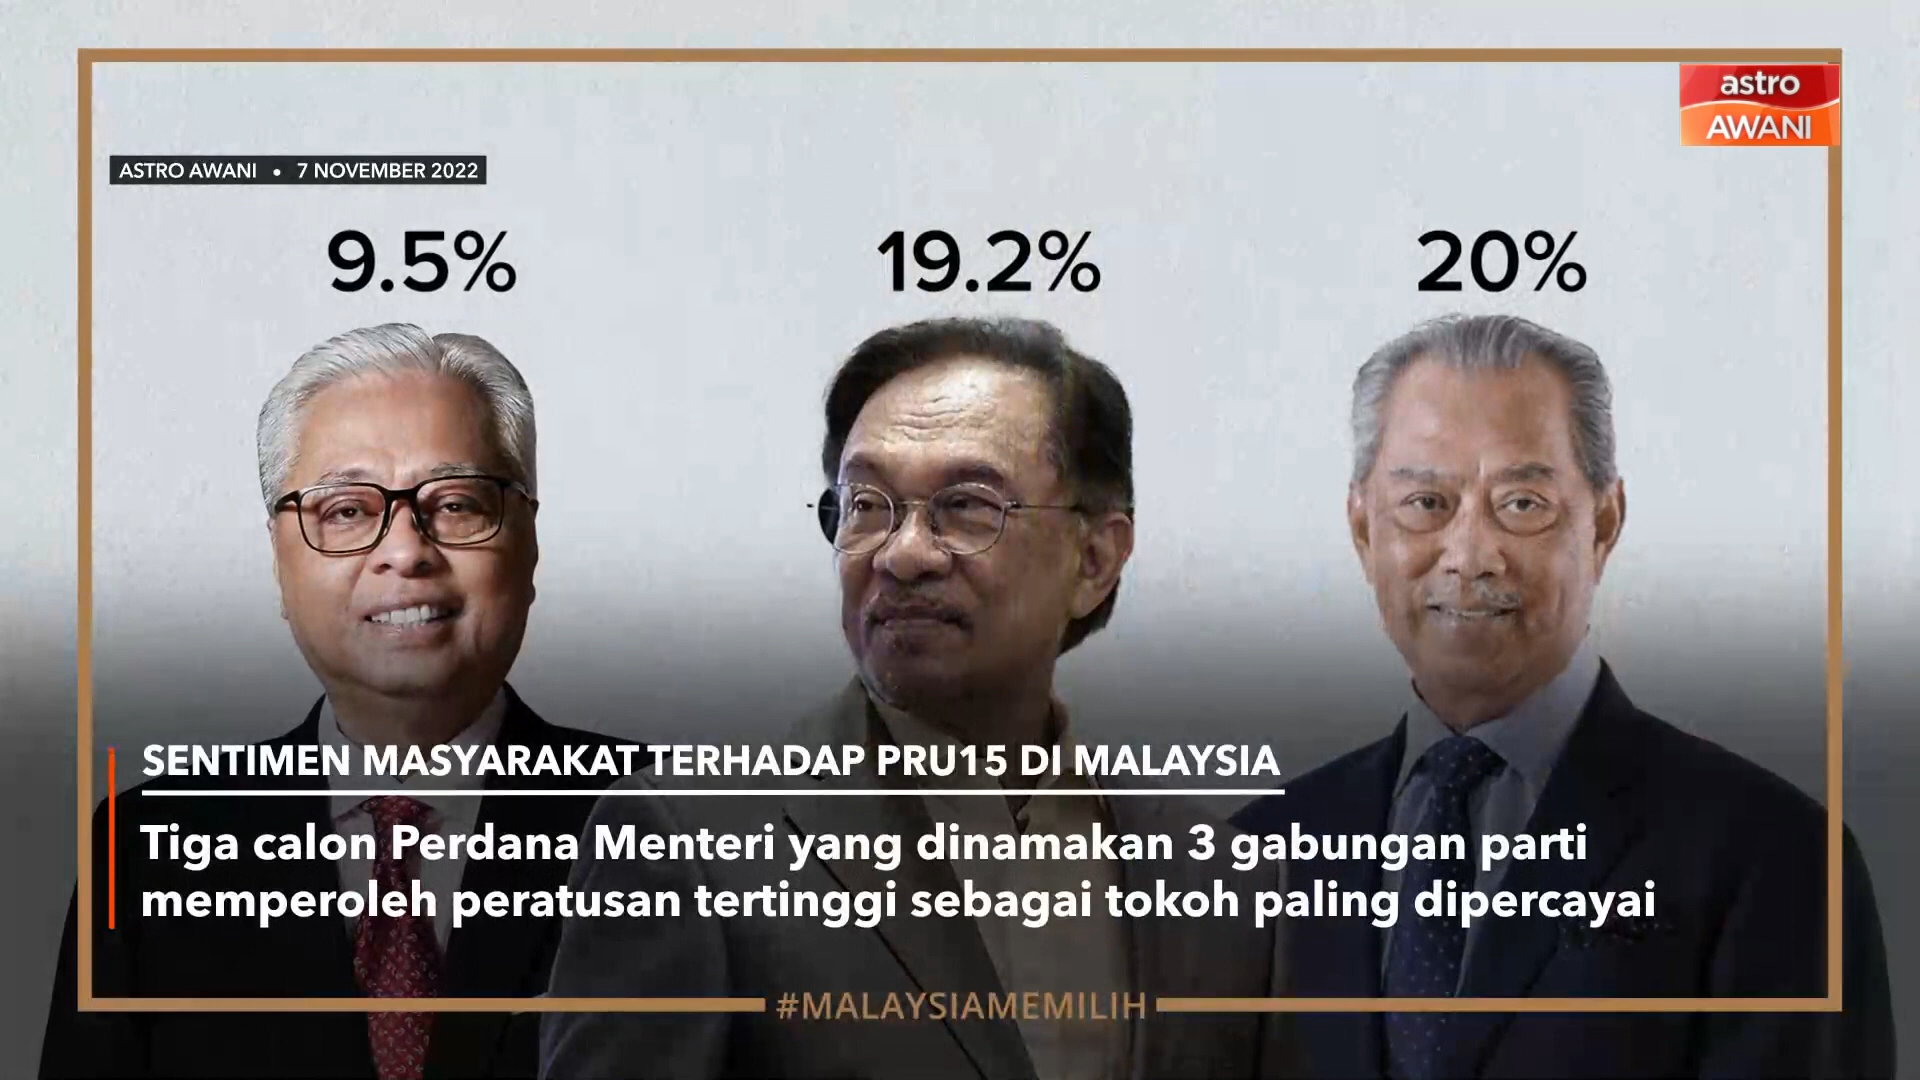 astro
AWANI
ASTRO AWANI • 7 NOVEMBER 2022
9.5%
19.2%
20%
SENTIMEN MASYARAKAT TERHADAP PRU15 DI MALAYSIA
Tiga calon Perdana Menteri yang dinamakan 3 gabungan parti
memperoleh peratusan tertinggi sebagai tokoh paling dipercayai
#MALAYSIAMEMILIH